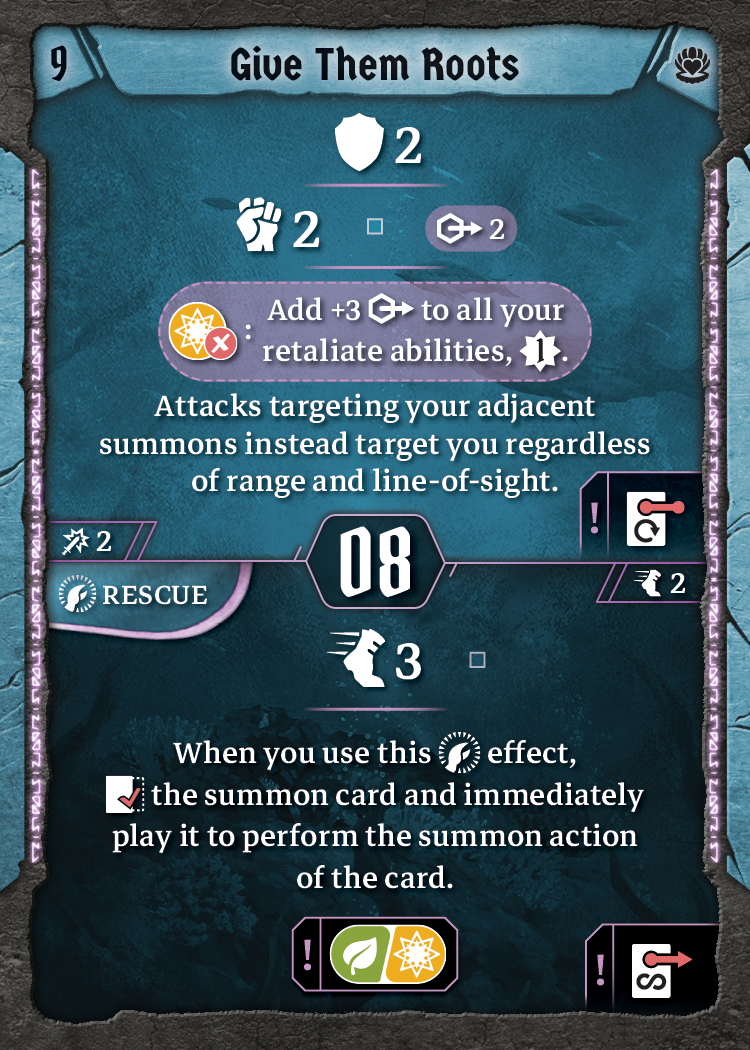 9
Give Them Roots
2
2
2
: Add +3 to all your
retaliate abilities, 1.
Attacks targeting your adjacent
summons instead target you regardless
of range and line-of-sight.
!
2
08
RESCUE
2
3
When you use this effect,
the summon card and immediately
play it to perform the summon action
of the card.
!
!